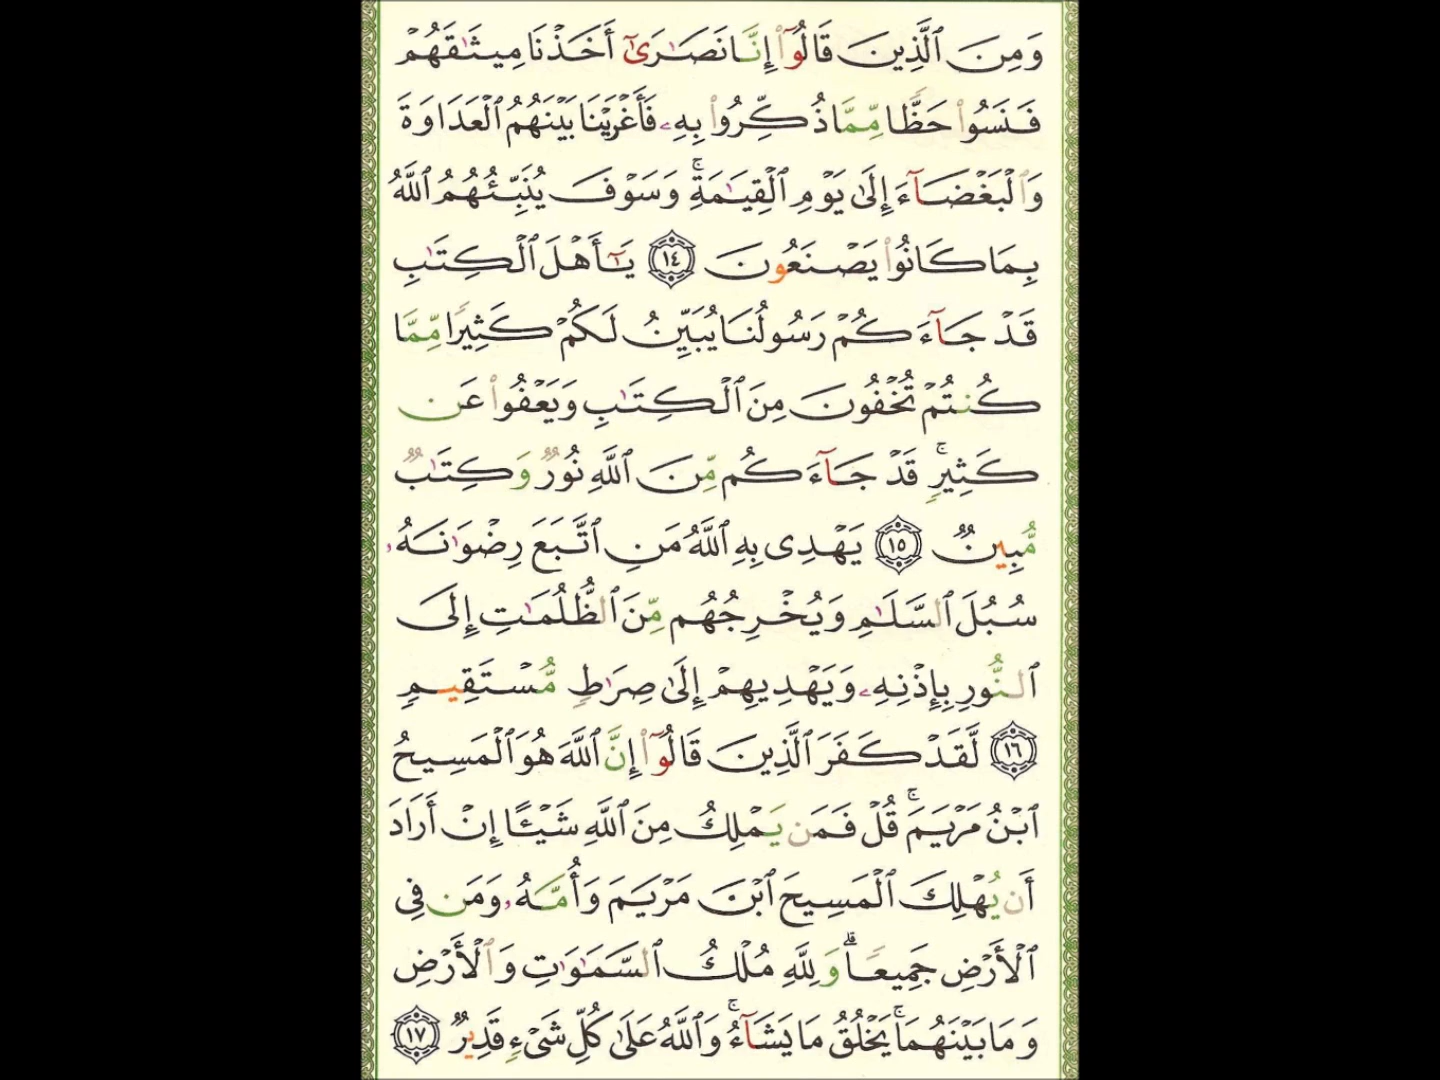 وَمِنَ ٱلَّذِينَ قَالُوٓا۟ إِنَّا نَصَـٰرَىٰٓ أَخَذْنَا مِيثَـٰقَهُمْ
فَنَسُوا۟ حَظًّا مِّمَّا ذُكِّرُوا۟ بِهِۦ فَأَغْرَيْنَا بَيْنَهُمُ ٱلْعَدَاوَةَ
وَٱلْبَغْضَآءَ إِلَىٰ يَوْمِ ٱلْقِيَـٰمَةِ ۚ وَسَوْفَ يُنَبِّئُهُمُ ٱللَّهُ
بِمَا كَانُوا۟ يَصْنَعُونَ ١٤ يَـٰٓأَهْلَ ٱلْكِتَـٰبِ
قَدْ جَآءَكُمْ رَسُولُنَا يُبَيِّنُ لَكُمْ كَثِيرًا مِّمَّا
كُنتُمْ تُخْفُونَ مِنَ ٱلْكِتَـٰبِ وَيَعْفُوا۟ عَن
كَثِيرٍ ۚ قَدْ جَآءَكُم مِّنَ ٱللَّهِ نُورٌ وَكِتَـٰبٌ
مُّبِينٌ ١٥ يَهْدِى بِهِ ٱللَّهُ مَنِ ٱتَّبَعَ رِضْوَٰنَهُۥ
سُبُلَ ٱلسَّلَـٰمِ وَيُخْرِجُهُم مِّنَ ٱلظُّلُمَـٰتِ إِلَى
ٱلنُّورِ بِإِذْنِهِۦ وَيَهْدِيهِمْ إِلَىٰ صِرَٰطٍ مُّسْتَقِيمٍ
١٦ لَّقَدْ كَفَرَ ٱلَّذِينَ قَالُوٓا۟ إِنَّ ٱللَّهَ هُوَ ٱلْمَسِيحُ
ٱبْنُ مَرْيَمَ ۚ قُلْ فَمَن يَمْلِكُ مِنَ ٱللَّهِ شَيْـًٔا إِنْ أَرَادَ
أَن يُهْلِكَ ٱلْمَسِيحَ ٱبْنَ مَرْيَمَ وَأُمَّهُۥ وَمَن فِى
ٱلْأَرْضِ جَمِيعًا ۗ وَلِلَّهِ مُلْكُ ٱلسَّمَـٰوَٰتِ وَٱلْأَرْضِ
وَمَا بَيْنَهُمَا ۚ يَخْلُقُ مَا يَشَآءُ ۚ وَٱللَّهُ عَلَىٰ كُلِّ شَىْءٍ قَدِيرٌ ١٧